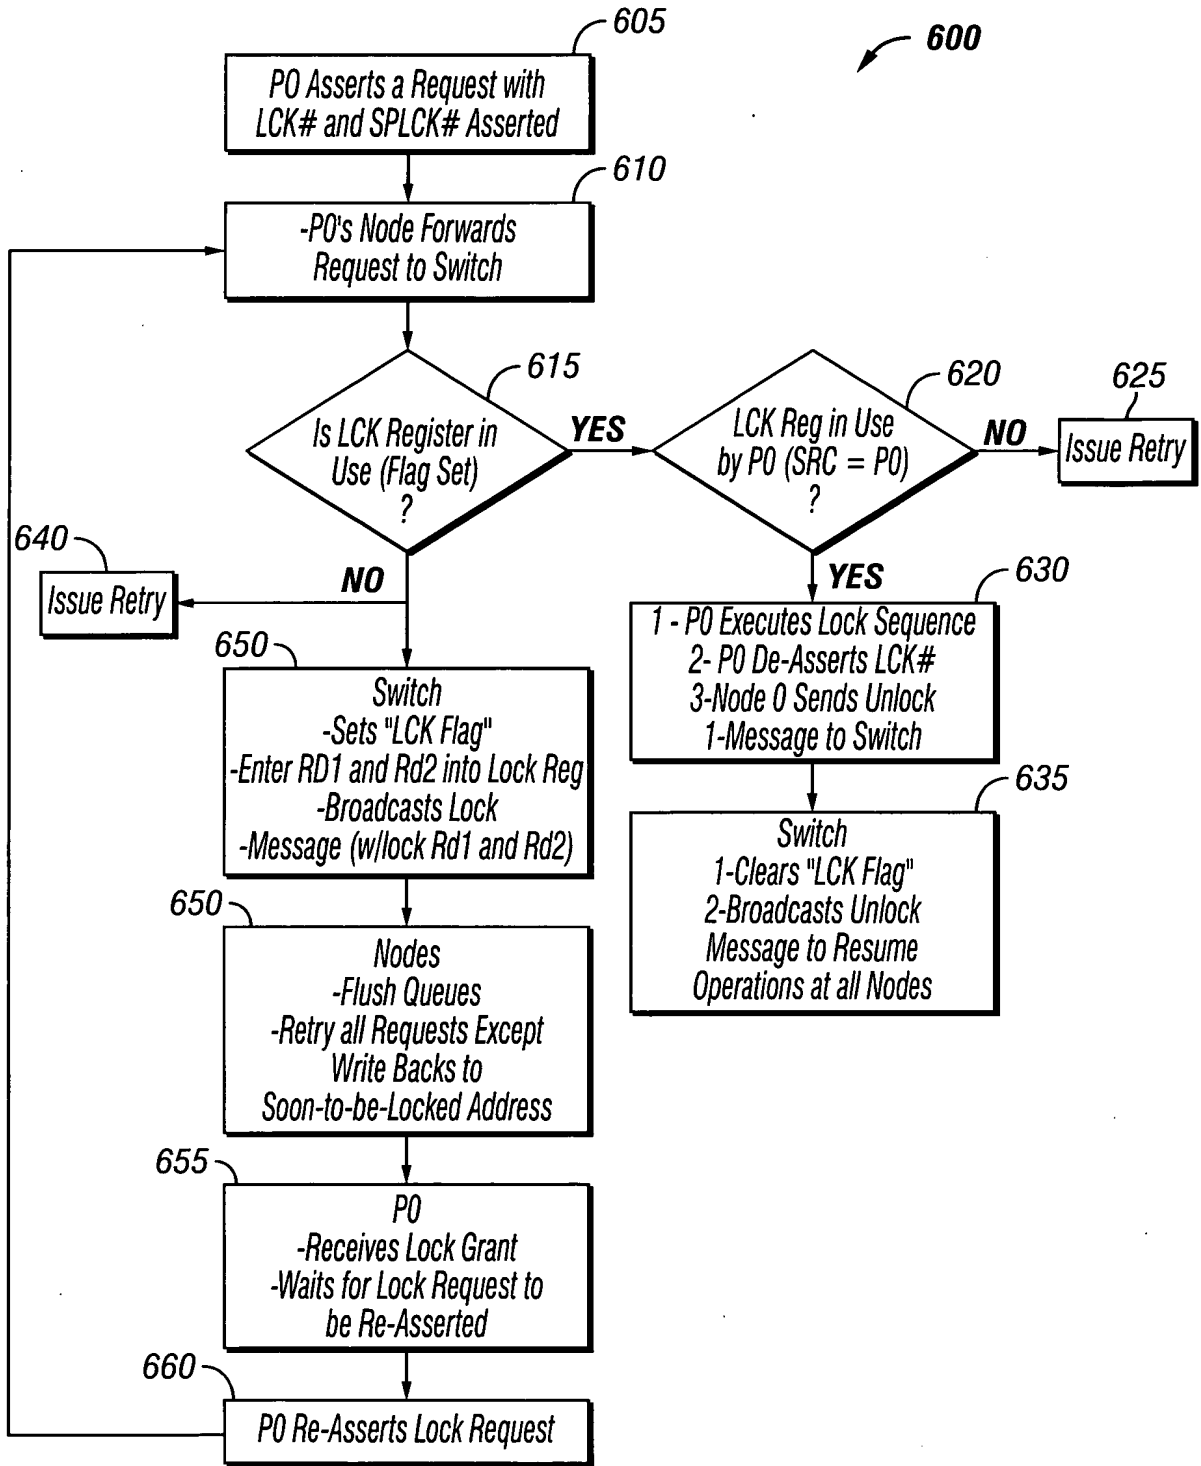 605
600
P0 Asserts a Request with
LCK# and SPLCK# Asserted
610
-P0's Node Forwards
Request to Switch
615
Is LCK Register in
Use (Flag Set)
?
YES
620
LCK Reg in Use
by P0 (SRC = P0)
?
NO
625
Issue Retry
640
Issue Retry
NO
YES
630
1 - P0 Executes Lock Sequence
2- P0 De-Asserts LCK#
3-Node 0 Sends Unlock
1-Message to Switch
650
Switch
-Sets "LCK Flag"
-Enter RD1 and Rd2 into Lock Reg
-Broadcasts Lock
-Message (w/lock Rd1 and Rd2)
635
Switch
1-Clears "LCK Flag"
2-Broadcasts Unlock
Message to Resume
Operations at all Nodes
650
Nodes
-Flush Queues
-Retry all Requests Except
Write Backs to
Soon-to-be-Locked Address
655
P0
-Receives Lock Grant
-Waits for Lock Request to
be Re-Asserted
660
P0 Re-Asserts Lock Request